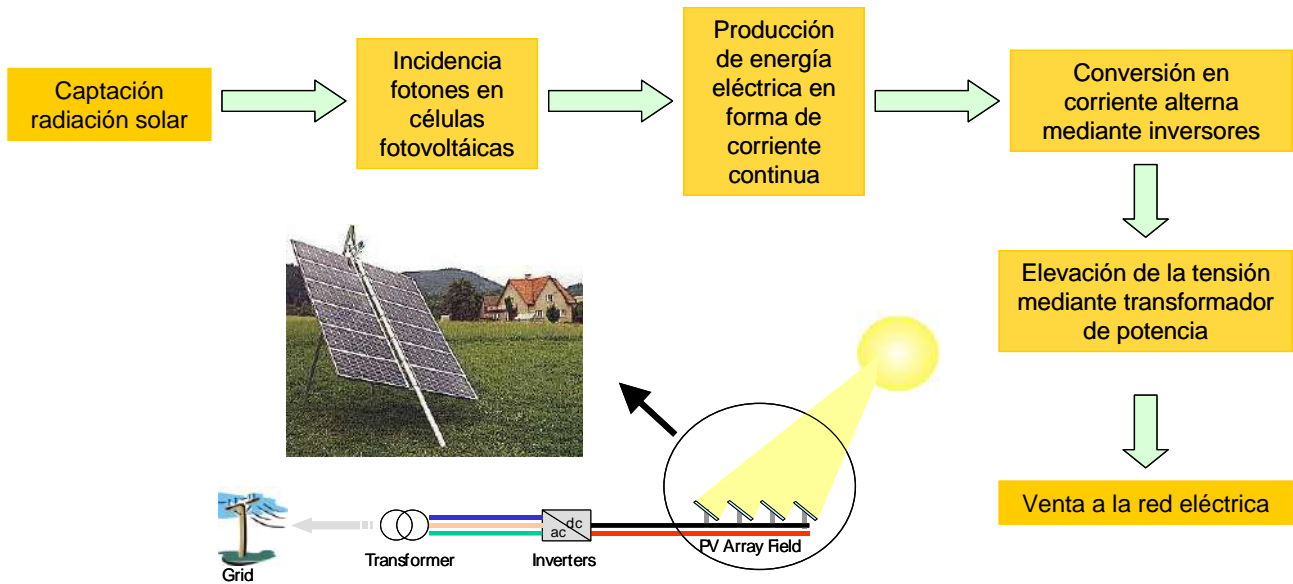 Captación
radiación solar
Incidencia
fotones en
células
fotovoltáicas
Producción
de energía
eléctrica en
forma de
corriente
continua
Conversión en
corriente alterna
mediante inversores
Elevación de la tensión
mediante transformador
de potencia
Venta a la red eléctrica
Grid
Transformer
ac
dc
Inverters
PV Array Field